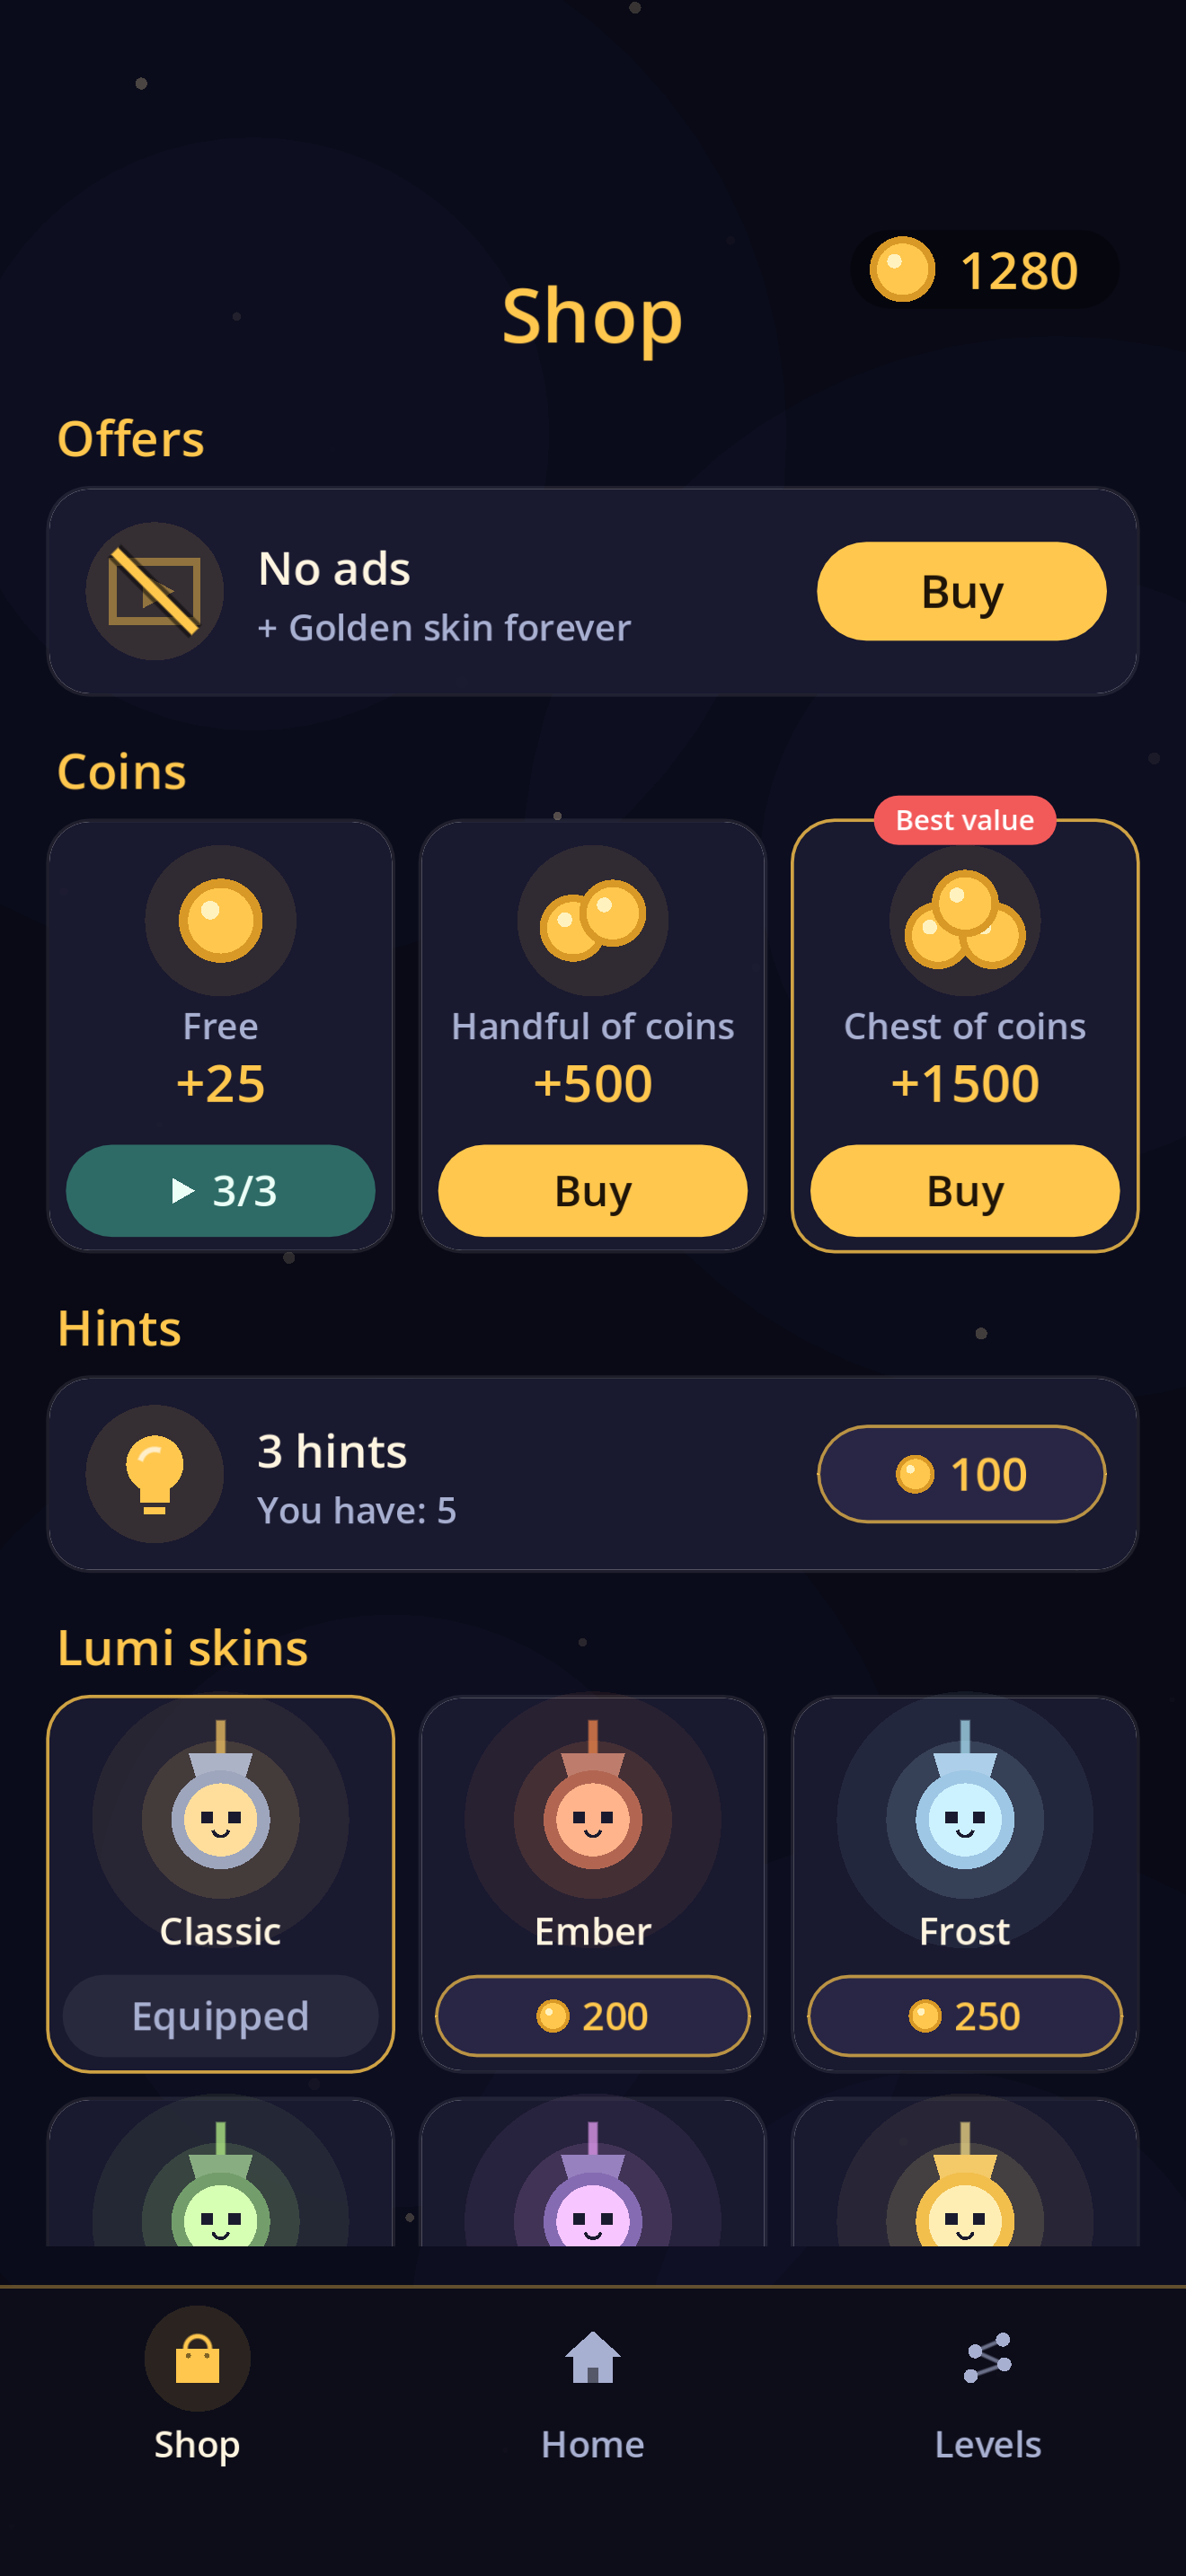 1280
Shop
Offers
No ads
+ Golden skin forever
Buy
Coins
Best value
Free
+25
3/3
Handful of coins
+500
Buy
Chest of coins
+1500
Buy
Hints
3 hints
You have: 5
100
Lumi skins
Classic
Equipped
Ember
200
Frost
250
Shop
Home
Levels